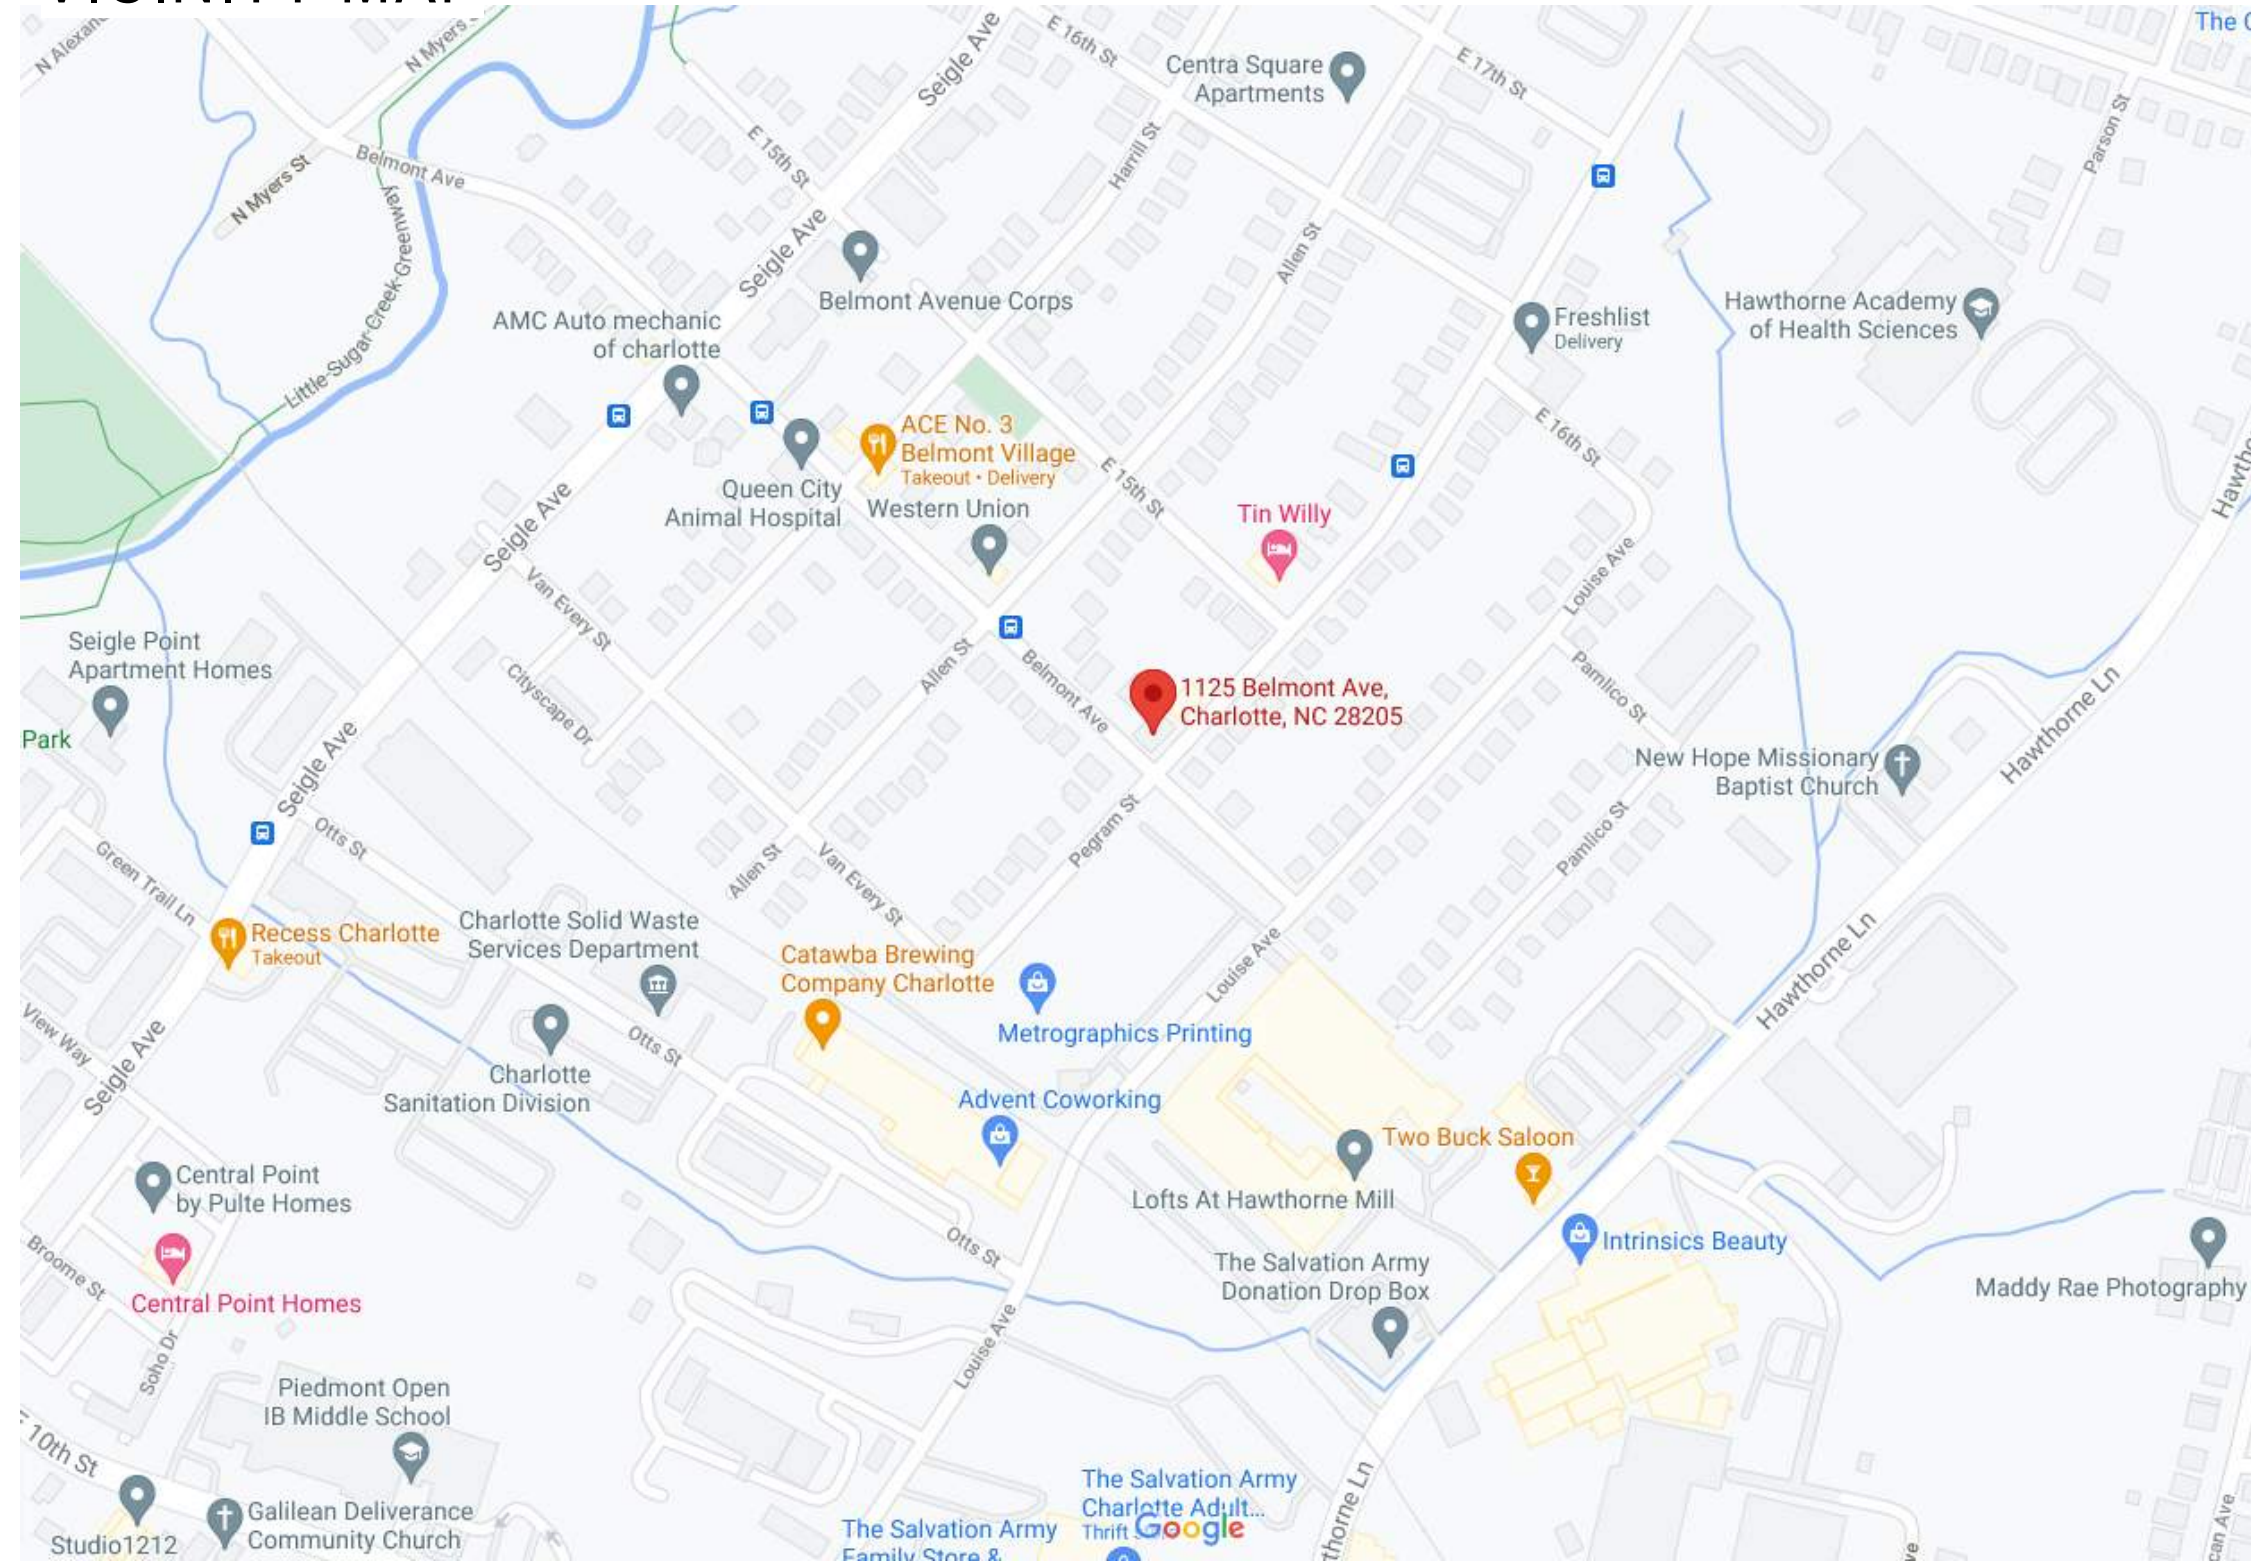 VICINITY MAP
N Myers
E 16th St
Seigle Ave
Centra Square
Apartments
E 17th St
The
Parson St
E 15th St
Harrill St
Belmont Ave
N Myers St
Little Sugar Creek Greenway
Seigle Ave
Allen St
Belmont Avenue Corps
AMC Auto mechanic
of charlotte
Freshlist
Delivery
Hawthorne Academy
of Health Sciences
ACE No. 3
Belmont Village
Takeout • Delivery
Queen City
Animal Hospital
Western Union
E 15th St
E 16th St
Tin Willy
Seigle Ave
Van Every St
Louise Ave
Seigle Point
Apartment Homes
Cityscape Dr
Allen St
Belmont Ave
1125 Belmont Ave,
Charlotte, NC 28205
Pamlico St
Hawthorne Ln
Park
Seigle Ave
New Hope Missionary
Baptist Church
Otts St
Pegram St
Pamlico St
Green Trail Ln
Allen St
Van Every St
Recess Charlotte
Takeout
Charlotte Solid Waste
Services Department
Louise Ave
Hawthorne Ln
Catawba Brewing
Company Charlotte
Metrographics Printing
View Way
Seigle Ave
Otts St
Charlotte
Sanitation Division
Advent Coworking
Two Buck Saloon
Central Point
by Pulte Homes
Lofts At Hawthorne Mill
Intrinsics Beauty
Otts St
Broome St
The Salvation Army
Donation Drop Box
Maddy Rae Photography
Central Point Homes
Soho Dr
Louise Ave
Piedmont Open
IB Middle School
E 10th St
The Salvation Army
Charlotte Adult...
Thrift
Google
thorne Ln
Galilean Deliverance
Community Church
Studio1212
The Salvation Army
Family Store &